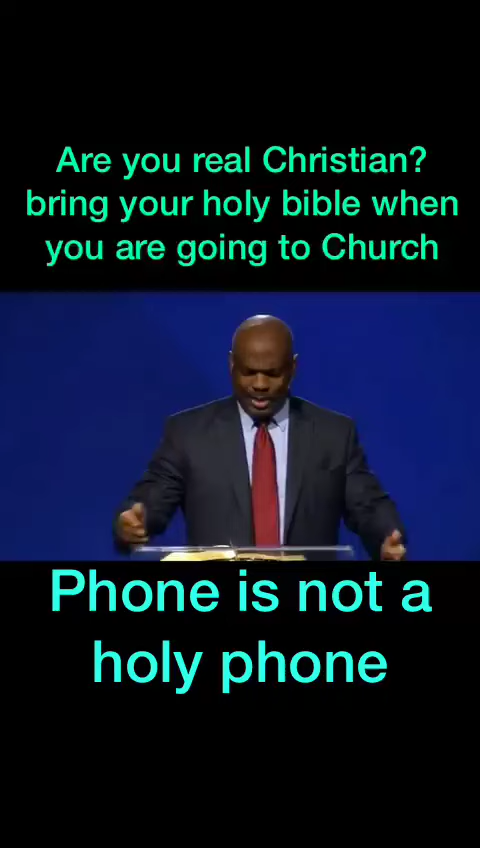 Are you real Christian?
bring your holy bible when
you are going to Church
Phone is not a
holy phone